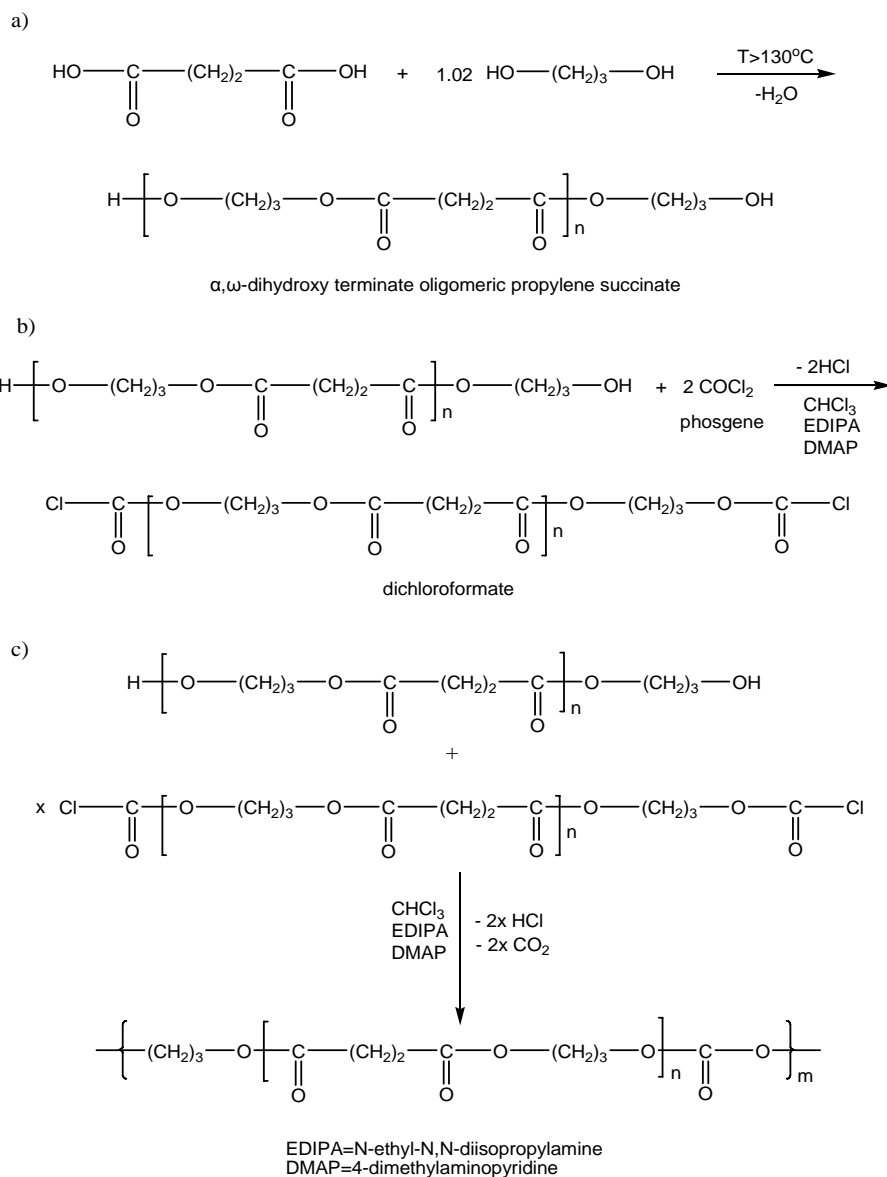 a)
HO—C—(CH2)2—C—OH + 1.02 HO—(CH2)3—OH T>130oC
O O -H2O
H—[O—(CH2)3—O—C—(CH2)2—C]n—O—(CH2)3—OH
O O
α,ω-dihydroxy terminate oligomeric propylene succinate
b)
H—[O—(CH2)3—O—C—(CH2)2—C]n—O—(CH2)3—OH + 2 COCl2 - 2HCl
O O phosgene CHCl3
EDIPA
DMAP
Cl—C—[O—(CH2)3—O—C—(CH2)2—C]n—O—(CH2)3—O—C—Cl
O O O O
dichloroformate
c)
H—[O—(CH2)3—O—C—(CH2)2—C]n—O—(CH2)3—OH
O O
+
x Cl—C—[O—(CH2)3—O—C—(CH2)2—C]n—O—(CH2)3—O—C—Cl
O O O O
CHCl3 - 2x HCl
EDIPA - 2x CO2
DMAP
{(CH2)3—O—[C—(CH2)2—C—O—(CH2)3—O]n—C—O}m
O O O
EDIPA=N-ethyl-N,N-diisopropylamine
DMAP=4-dimethylaminopyridine